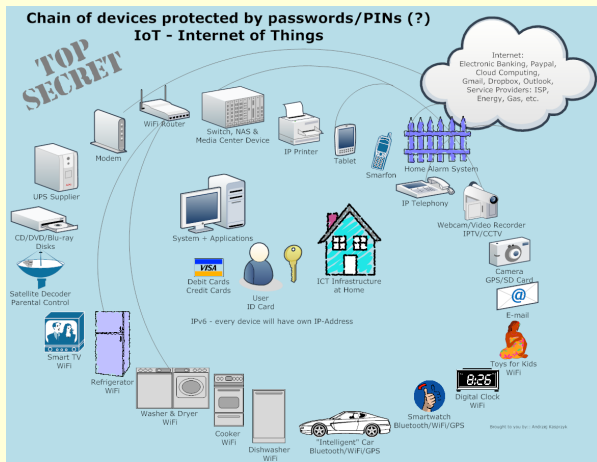 Chain of devices protected by passwords/PINs (?)
IoT - Internet of Things
TOP
SECRET
Internet:
Electronic Banking, Paypal,
Cloud Computing,
Gmail, Dropbox, Outlook,
Service Providers: ISP,
Energy, Gas, etc.
WiFi Router
Switch, NAS &
Media Center Device
IP Printer
Tablet
Smarfon
Home Alarm System
Modem
UPS Supplier
IP Telephony
Webcam/Video Recorder
IPTV/CCTV
CD/DVD/Blu-ray
Disks
System + Applications
VISA
Debit Cards
Credit Cards
User
ID Card
ICT Infrastructure
at Home
Camera
GPS/SD Card
Satellite Decoder
Parental Control
@
E-mail
IPv6 - every device will have own IP-Address
Smart TV
WiFi
Refrigerator
WiFi
Toys for Kids
WiFi
8:26
Digital Clock
WiFi
Washer & Dryer
WiFi
Cooker
WiFi
Dishwasher
WiFi
"Intelligent" Car
Bluetooth/WiFi/GPS
Smartwatch
Bluetooth/WiFi/GPS
Brought to you by: Andrzej